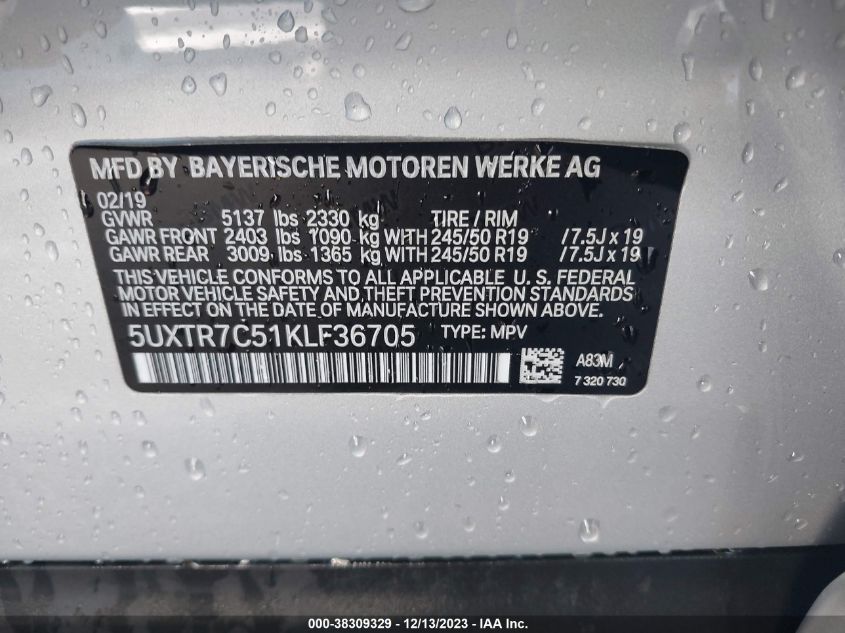 MFD BY BAYERISCHE MOTOREN WERKE AG
02/19
GVWR 5137 lbs 2330 kg TIRE / RIM
GAWR FRONT 2403 lbs 1090 kg WITH 245/50 R19 /7.5J x 19
GAWR REAR 3009 lbs 1365 kg WITH 245/50 R19 /7.5J x 19
THIS VEHICLE CONFORMS TO ALL APPLICABLE U. S. FEDERAL
MOTOR VEHICLE SAFETY AND THEFT PREVENTION STANDARDS
IN EFFECT ON THE DATE OF MANUFACTURE SHOWN ABOVE.
5UXTR7C51KLF36705 TYPE: MPV
A83M
7 320 730
000-38309329 - 12/13/2023 - IAA Inc.